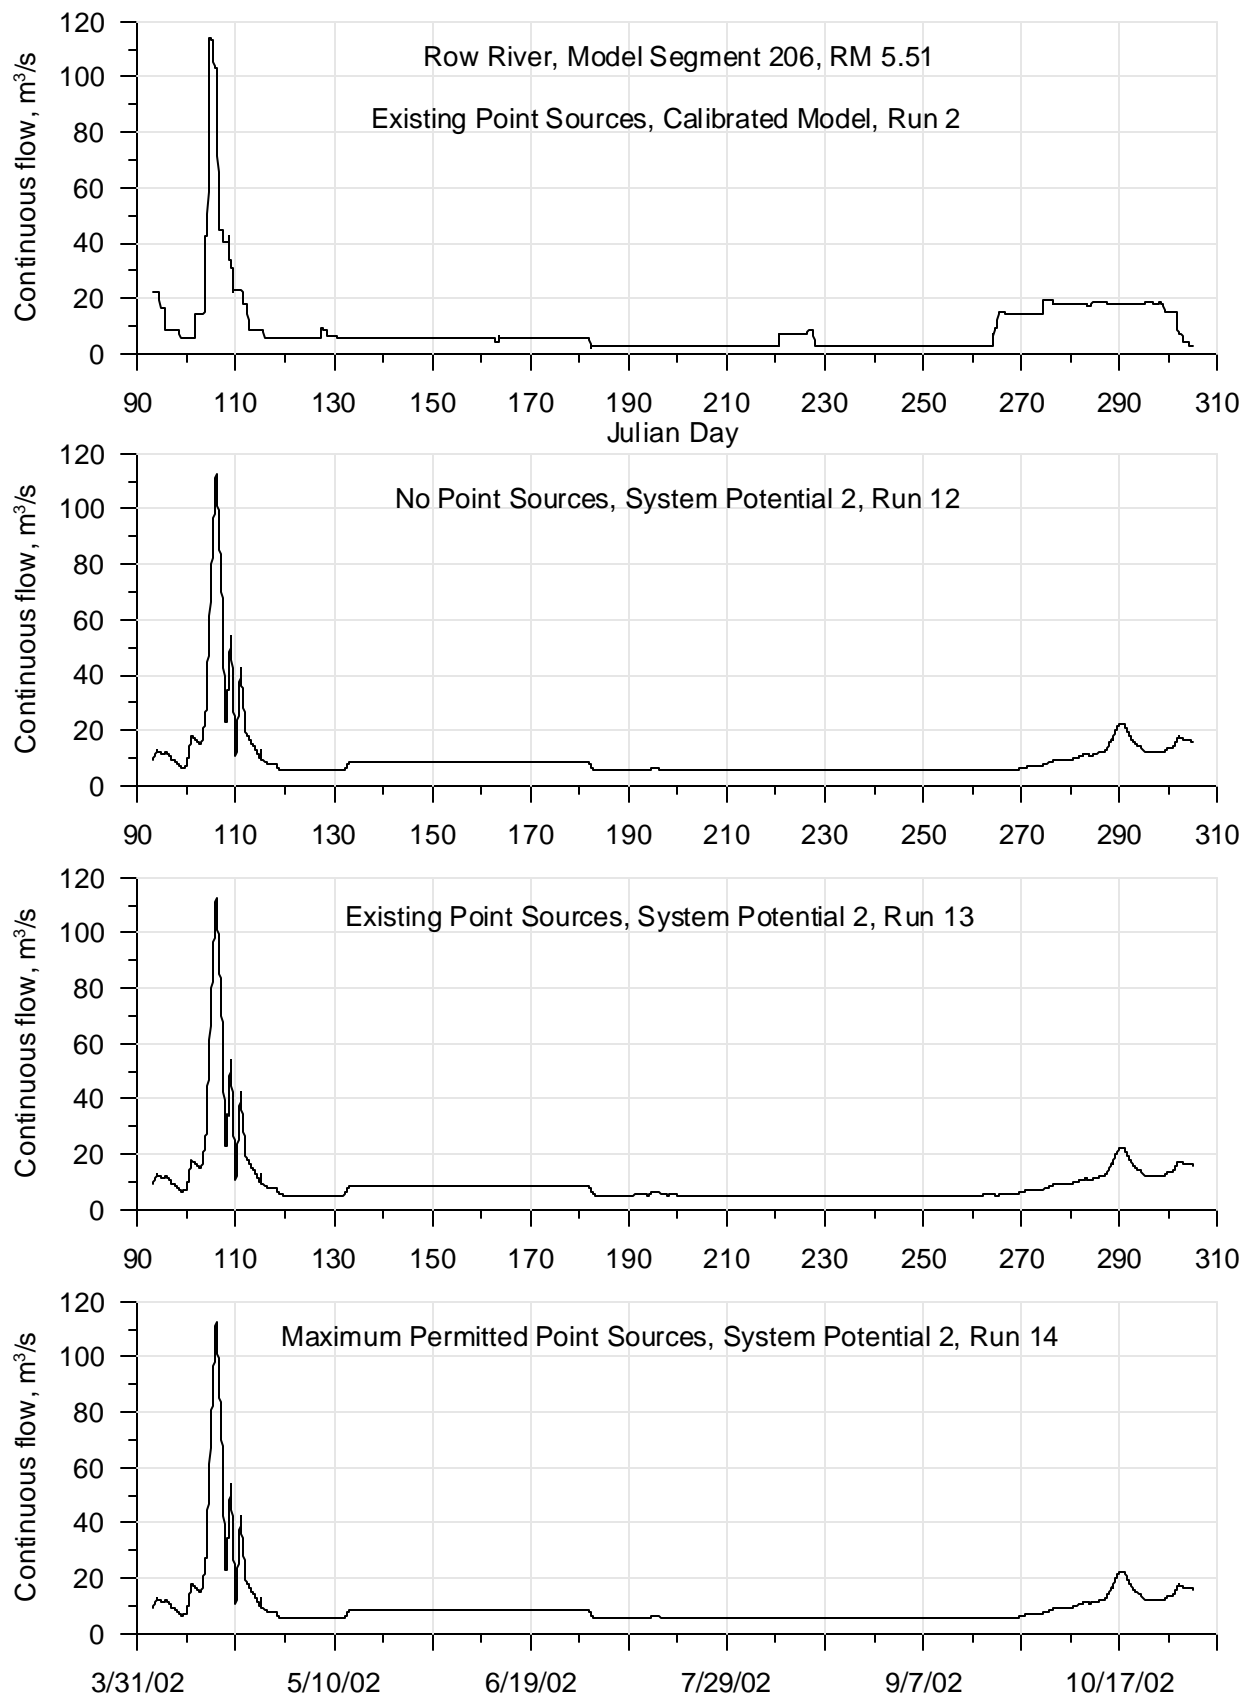 120
100
80
60
40
20
0
Continuous flow, m³/s
Row River, Model Segment 206, RM 5.51
Existing Point Sources, Calibrated Model, Run 2
90 110 130 150 170 190 210 230 250 270 290 310
Julian Day
120
100
80
60
40
20
0
Continuous flow, m³/s
No Point Sources, System Potential 2, Run 12
90 110 130 150 170 190 210 230 250 270 290 310
120
100
80
60
40
20
0
Continuous flow, m³/s
Existing Point Sources, System Potential 2, Run 13
90 110 130 150 170 190 210 230 250 270 290 310
120
100
80
60
40
20
0
Continuous flow, m³/s
Maximum Permitted Point Sources, System Potential 2, Run 14
3/31/02 5/10/02 6/19/02 7/29/02 9/7/02 10/17/02